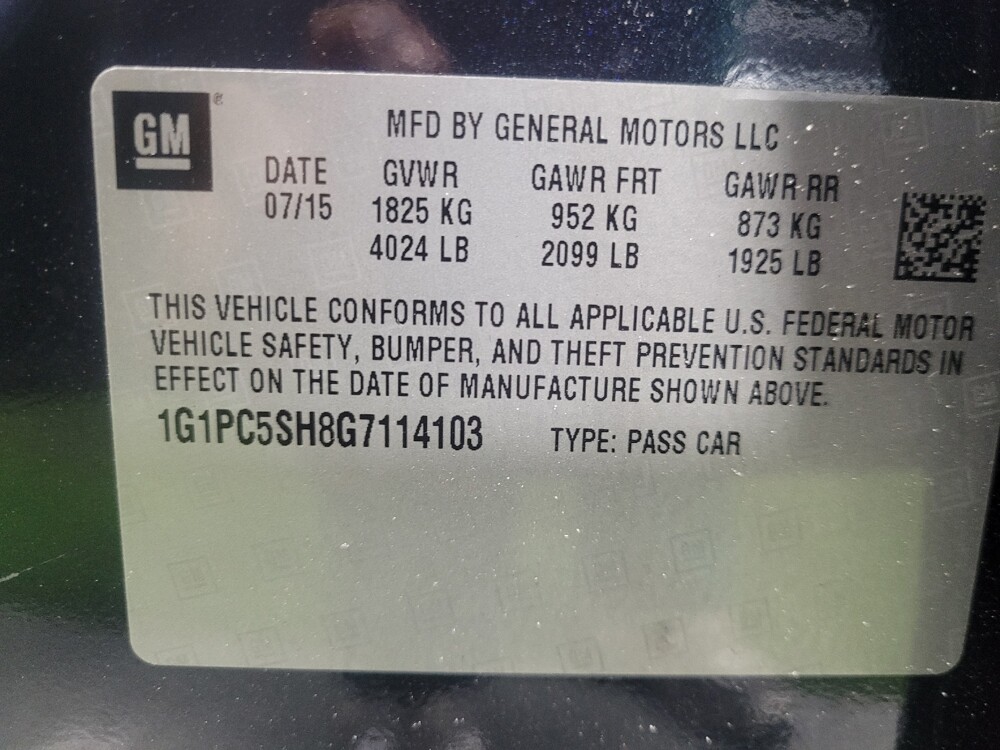 GM
MFD BY GENERAL MOTORS LLC
DATE GVWR GAWR FRT GAWR RR
07/15 1825 KG 952 KG 873 KG
4024 LB 2099 LB 1925 LB
THIS VEHICLE CONFORMS TO ALL APPLICABLE U.S. FEDERAL MOTOR
VEHICLE SAFETY, BUMPER, AND THEFT PREVENTION STANDARDS IN
EFFECT ON THE DATE OF MANUFACTURE SHOWN ABOVE.
1G1PC5SH8G7114103 TYPE: PASS CAR